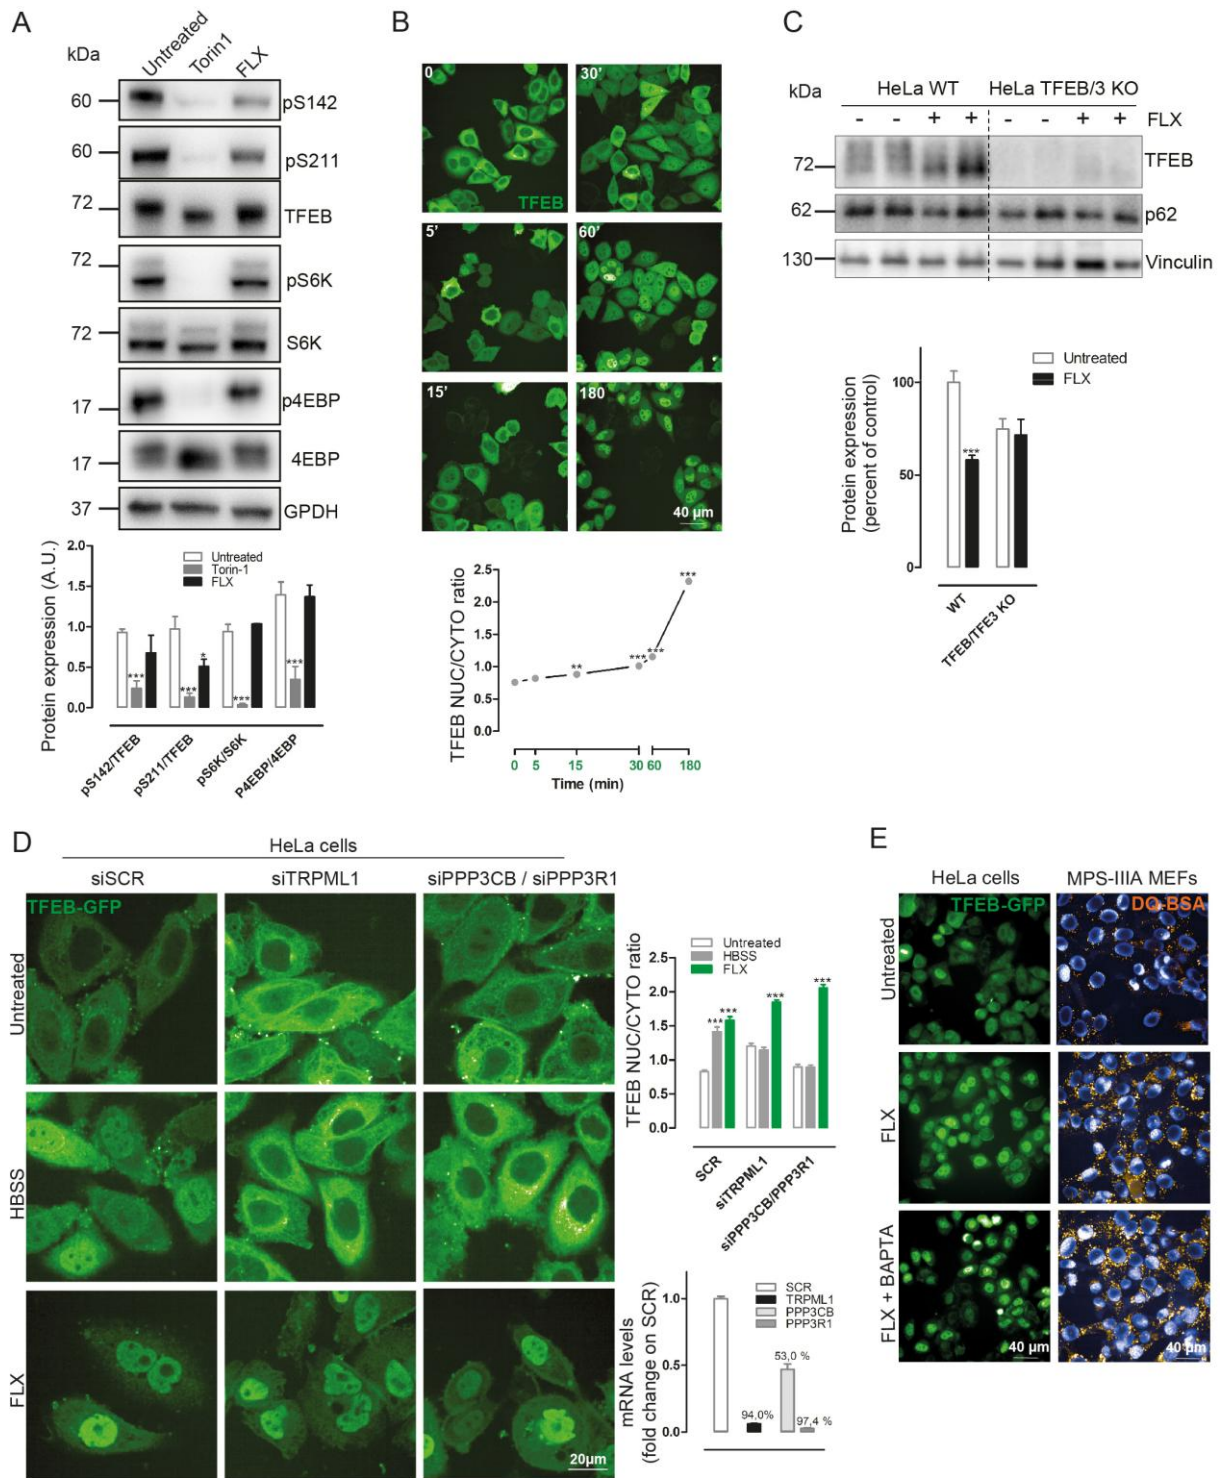 A
kDa
Untreated
Torin1
FLX
60
pS142
60
pS211
72
TFEB
72
pS6K
72
S6K
17
p4EBP
17
4EBP
37
GPDH
Protein expression (A.U.)
2.0
1.5
1.0
0.5
0.0
Untreated
Torin-1
FLX
***
***
*
***
***
pS142/TFEB
pS211/TFEB
pS6K/S6K
P4EBP/4EBP
B
0
30'
TFEB
5'
60'
15'
180
40 µm
TFEB NUC/CYTO ratio
2.5
2.0
1.5
1.0
0.5
0.0
**
***
***
***
0 5 15 30 60 180
Time (min)
C
kDa
HeLa WT
HeLa TFEB/3 KO
- - + + - - + + FLX
72
TFEB
62
p62
130
Vinculin
Protein expression
(percent of control)
100
50
0
Untreated
FLX
***
WT
TFEB/TFE3 KO
D
HeLa cells
siSCR
siTRPML1
siPPP3CB / siPPP3R1
TFEB-GFP
Untreated
HBSS
FLX
20µm
TFEB NUC/CYTO ratio
2.5
2.0
1.5
1.0
0.5
0.0
Untreated
HBSS
FLX
***
***
***
***
SCR
siTRPML1
siPPP3CB/PPP3R1
mRNA levels
(fold change on SCR)
1.0
0.5
0.0
SCR
TRPML1
PPP3CB
PPP3R1
94,0%
53,0 %
97,4 %
E
HeLa cells
MPS-IIIA MEFs
TFEB-GFP
DQ-BSA
Untreated
FLX
FLX + BAPTA
40 µm
40 µm